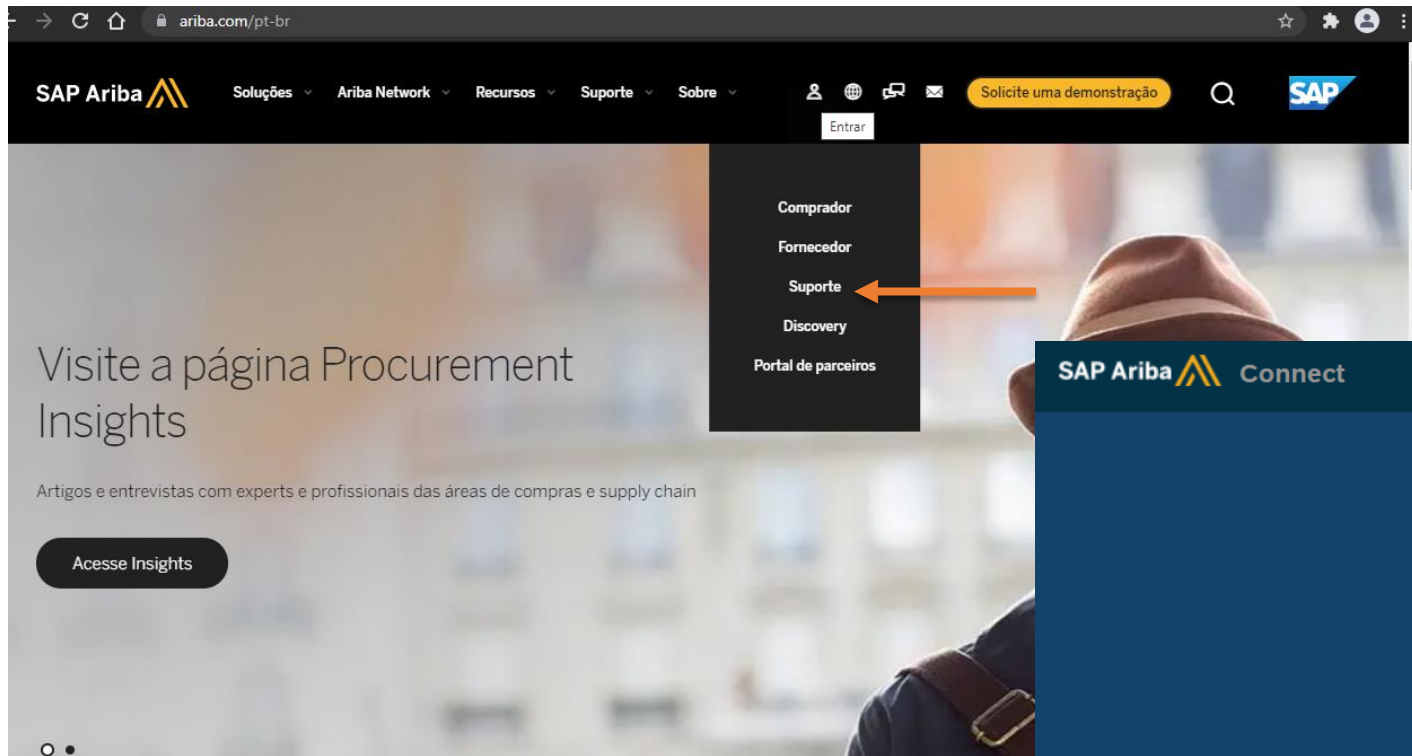 ariba.com/pt-br
SAP Ariba Soluções Ariba Network Recursos Suporte Sobre Solicite uma demonstração SAP
Entrar
Comprador
Fornecedor
Suporte
Discovery
Portal de parceiros
Visite a página Procurement
Insights
Artigos e entrevistas com experts e profissionais das áreas de compras e supply chain
Acesse Insights
SAP Ariba Connect